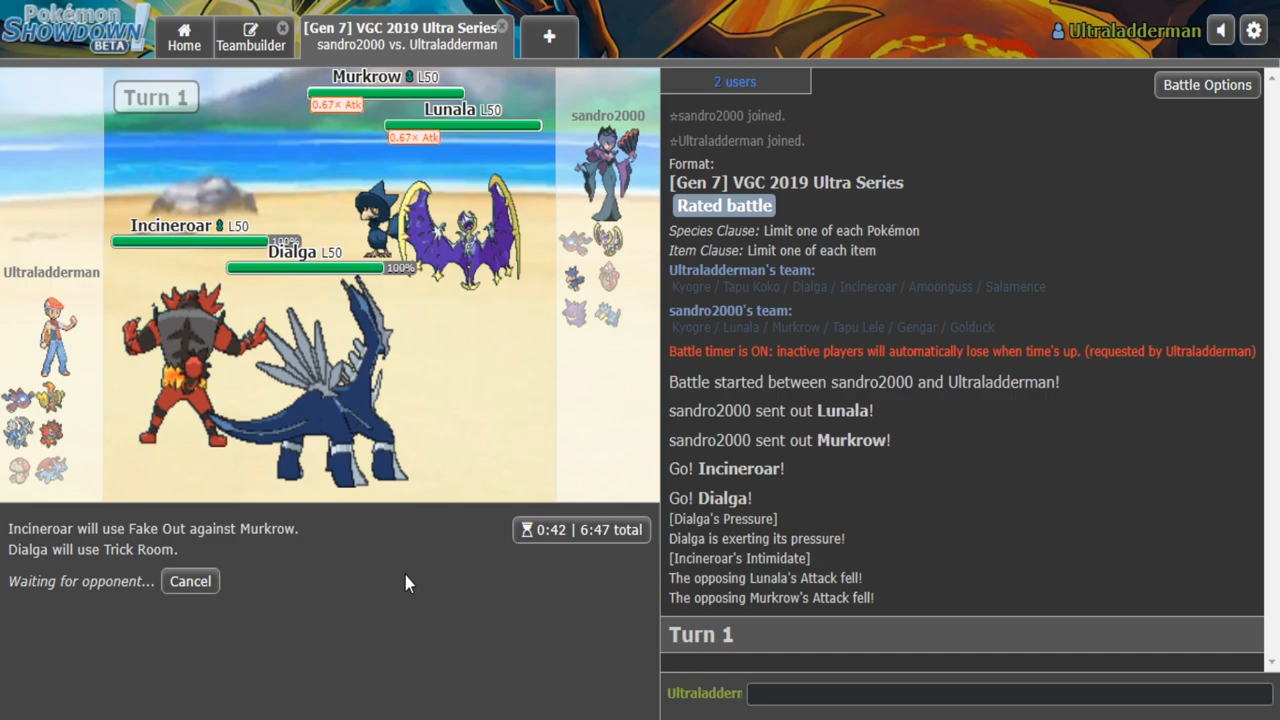 Pokémon
SHOWDOWN!
BETA
Home
Teambuilder
[Gen 7] VGC 2019 Ultra Series
sandro2000 vs. Ultraladderman
Ultraladderman
Turn 1
Murkrow L50
0.67× Atk
Lunala L50
0.67× Atk
sandro2000
Incineroar L50
100%
Dialga L50
100%
Ultraladderman
Incineroar will use Fake Out against Murkrow.
Dialga will use Trick Room.
Waiting for opponent... Cancel
0:42 | 6:47 total
2 users
Battle Options
☆sandro2000 joined.
☆Ultraladderman joined.
Format:
[Gen 7] VGC 2019 Ultra Series
Rated battle
Species Clause: Limit one of each Pokémon
Item Clause: Limit one of each item
Ultraladderman's team:
Kyogre / Tapu Koko / Dialga / Incineroar / Amoonguss / Salamence
sandro2000's team:
Kyogre / Lunala / Murkrow / Tapu Lele / Gengar / Golduck
Battle timer is ON: inactive players will automatically lose when time's up. (requested by Ultraladderman)
Battle started between sandro2000 and Ultraladderman!
sandro2000 sent out Lunala!
sandro2000 sent out Murkrow!
Go! Incineroar!
Go! Dialga!
[Dialga's Pressure]
Dialga is exerting its pressure!
[Incineroar's Intimidate]
The opposing Lunala's Attack fell!
The opposing Murkrow's Attack fell!
Turn 1
Ultraladderm